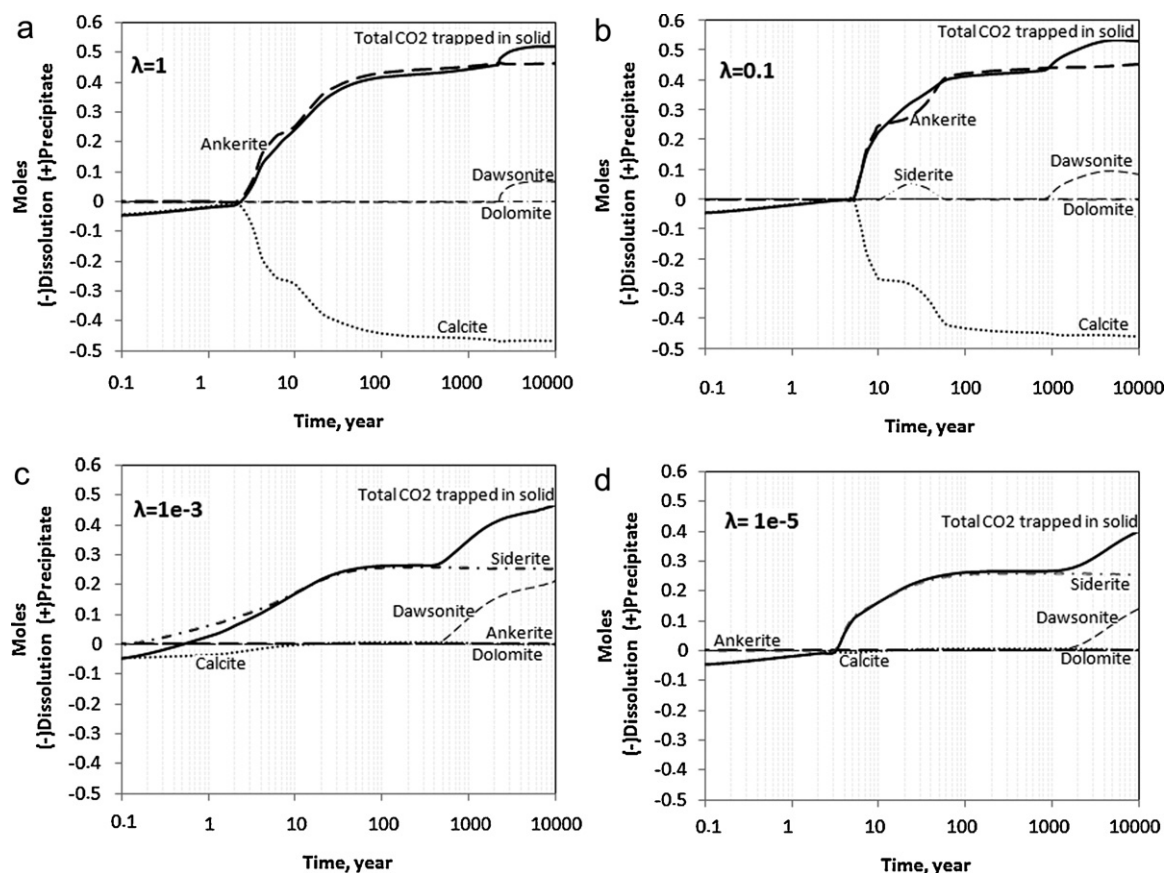 a
λ=1
Total CO2 trapped in solid
Ankerite
Dawsonite
Dolomite
Calcite
0.6
0.5
0.4
0.3
0.2
0.1
0
-0.1
-0.2
-0.3
-0.4
-0.5
Moles
(-)Dissolution (+)Precipitate
0.1 1 10 100 1000 10000
Time, year
b
λ=0.1
Total CO2 trapped in solid
Ankerite
Siderite
Dawsonite
Dolomite
Calcite
0.6
0.5
0.4
0.3
0.2
0.1
0
-0.1
-0.2
-0.3
-0.4
-0.5
Moles
(-)Dissolution (+)Precipitate
0.1 1 10 100 1000 10000
Time, year
c
λ=1e-3
Total CO2 trapped in solid
Siderite
Dawsonite
Ankerite
Dolomite
Calcite
0.6
0.5
0.4
0.3
0.2
0.1
0
-0.1
-0.2
-0.3
-0.4
-0.5
Moles
(-)Dissolution (+)Precipitate
0.1 1 10 100 1000 10000
Time, year
d
λ= 1e-5
Total CO2 trapped in solid
Siderite
Dawsonite
Ankerite
Calcite
Dolomite
0.6
0.5
0.4
0.3
0.2
0.1
0
-0.1
-0.2
-0.3
-0.4
-0.5
Moles
(-)Dissolution (+)Precipitate
0.1 1 10 100 1000 10000
Time, year